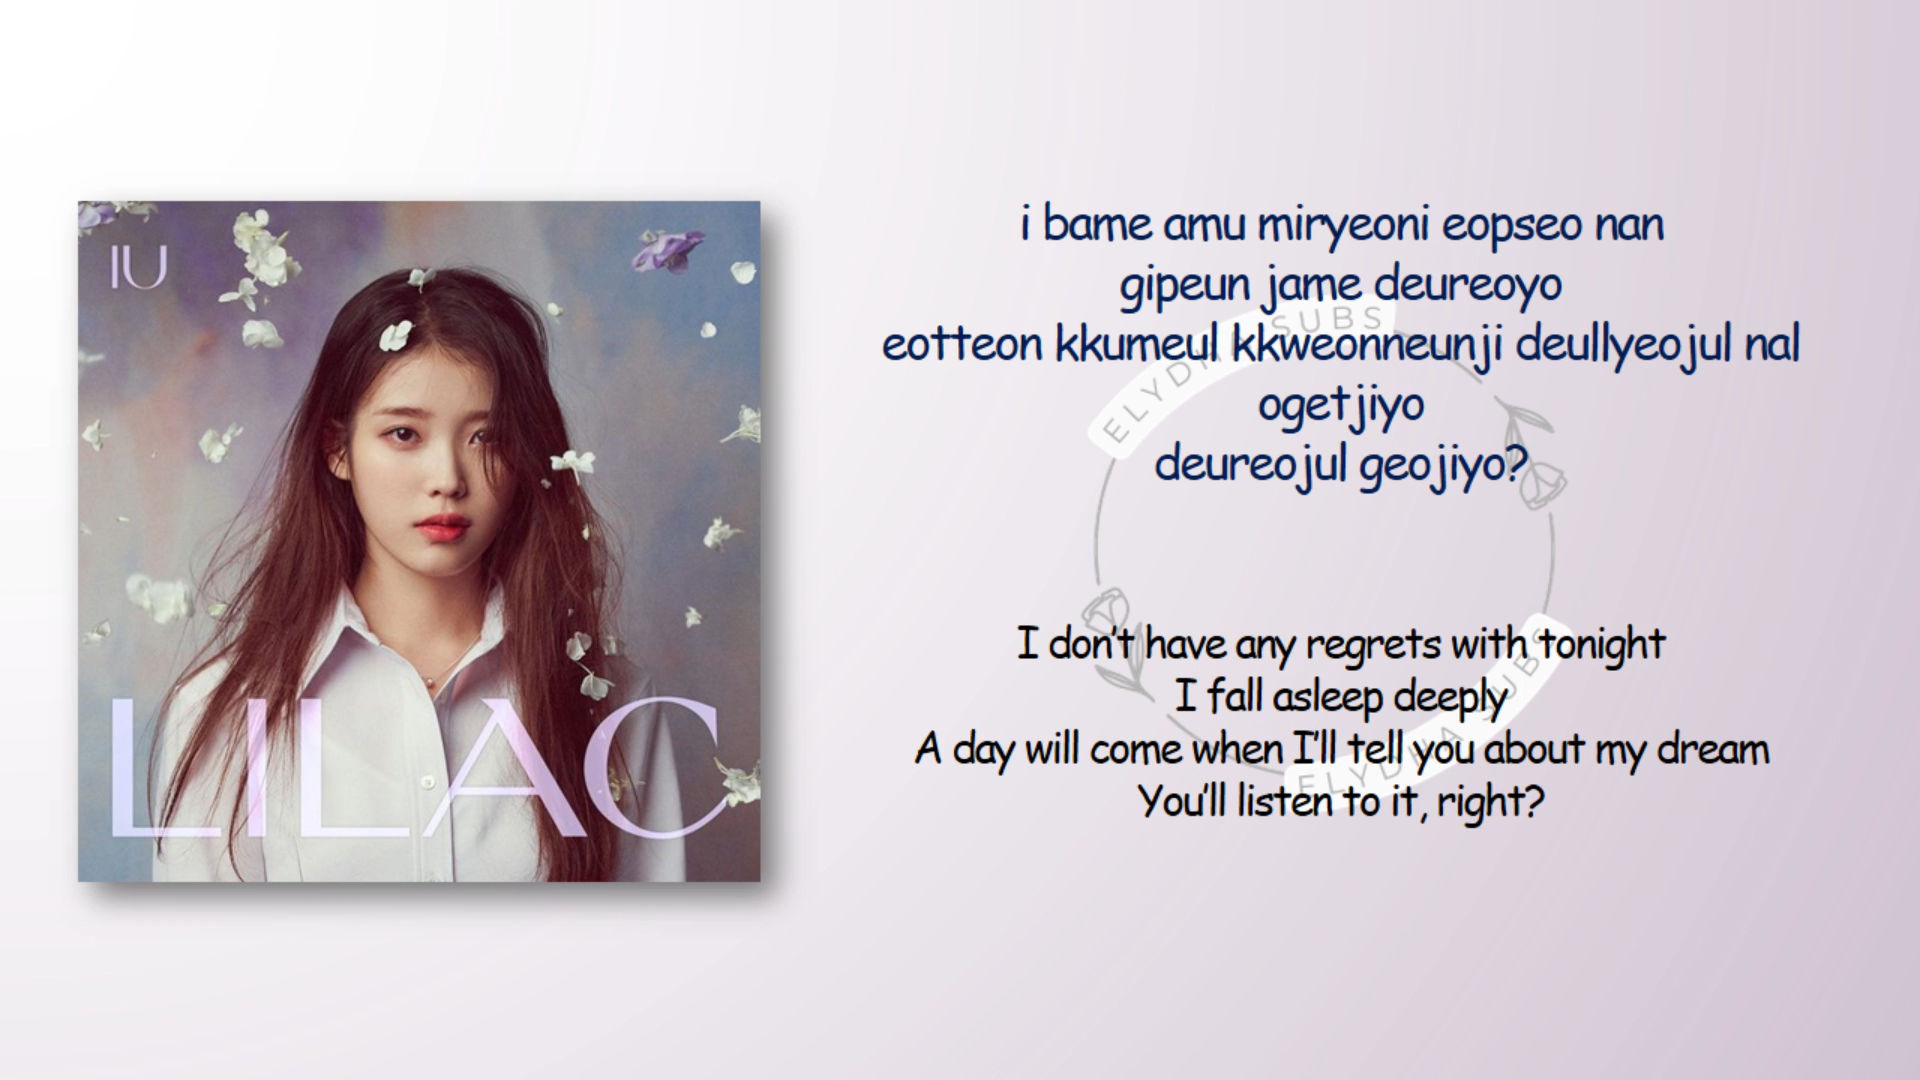 IU
LILAC
i bame amu miryeoni eopseo nan
gipeun jame deureoyo
eotteon kkumeul kkweonneunji deullyeojul nal
ogetjiyo
deureojul geojiyo?
I don't have any regrets with tonight
I fall asleep deeply
A day will come when I'll tell you about my dream
You'll listen to it, right?
SUBS
SUBS